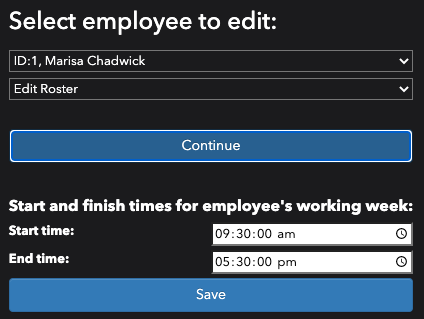 Select employee to edit:
ID:1, Marisa Chadwick
Edit Roster
Continue
Start and finish times for employee's working week:
Start time: 09:30:00 am
End time: 05:30:00 pm
Save